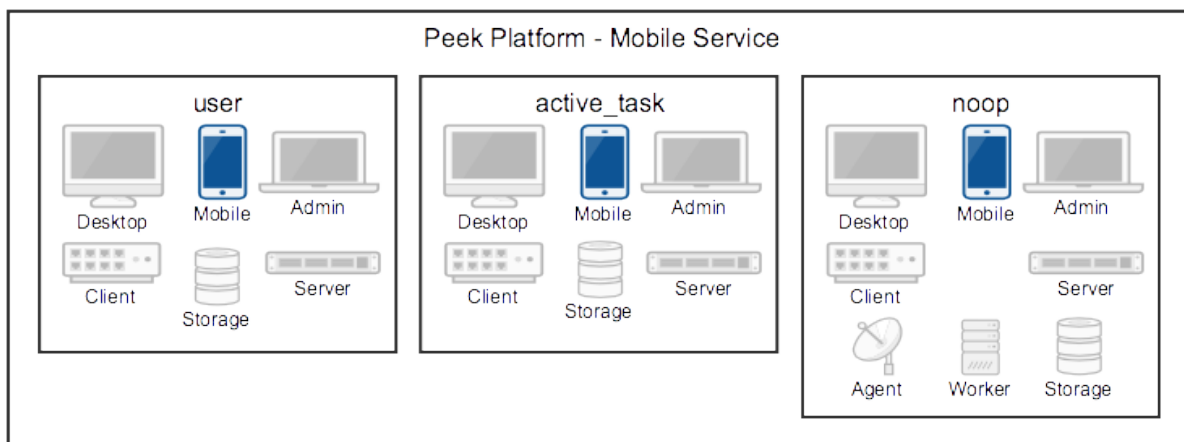 Peek Platform - Mobile Service
user
Desktop
Mobile
Admin
Client
Storage
Server
active_task
Desktop
Mobile
Admin
Client
Storage
Server
noop
Desktop
Mobile
Admin
Client
Server
Agent
Worker
Storage